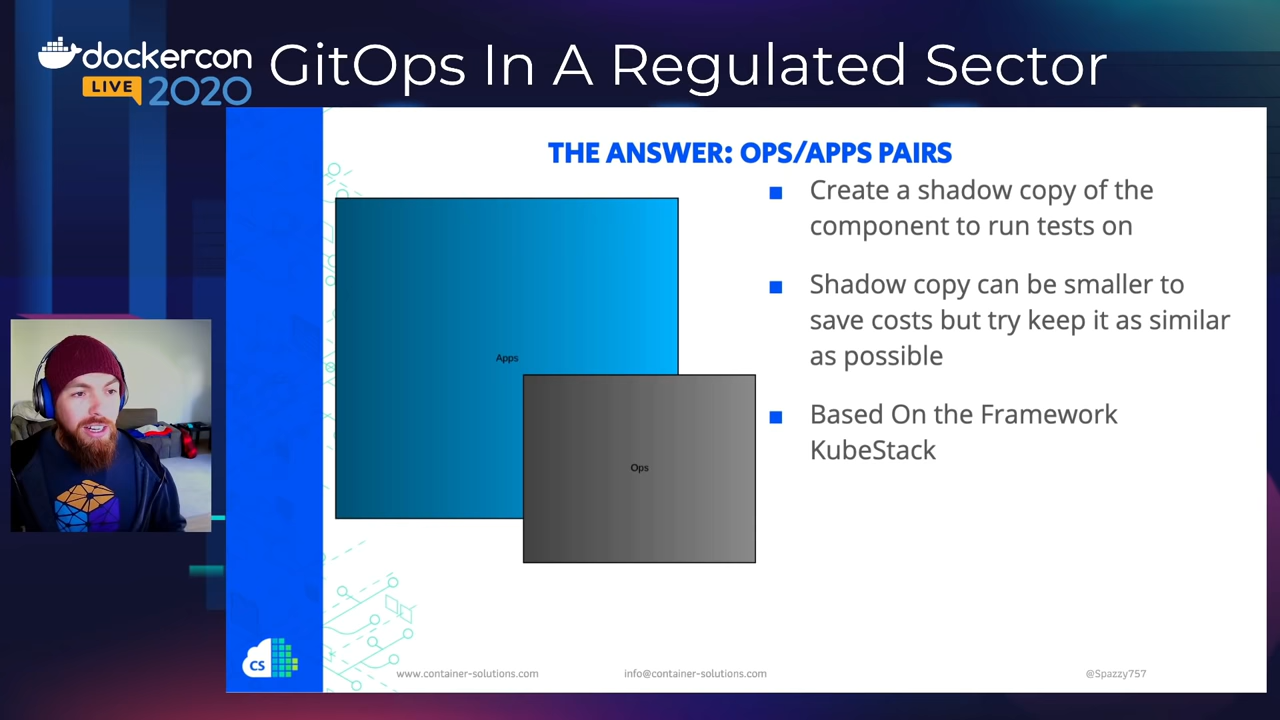 dockercon
LIVE 2020
GitOps In A Regulated Sector
THE ANSWER: OPS/APPS PAIRS
Create a shadow copy of the
component to run tests on
Shadow copy can be smaller to
save costs but try keep it as similar
as possible
Based On the Framework
KubeStack
Apps
Ops
CS
www.container-solutions.com
info@container-solutions.com
@Spazzy757